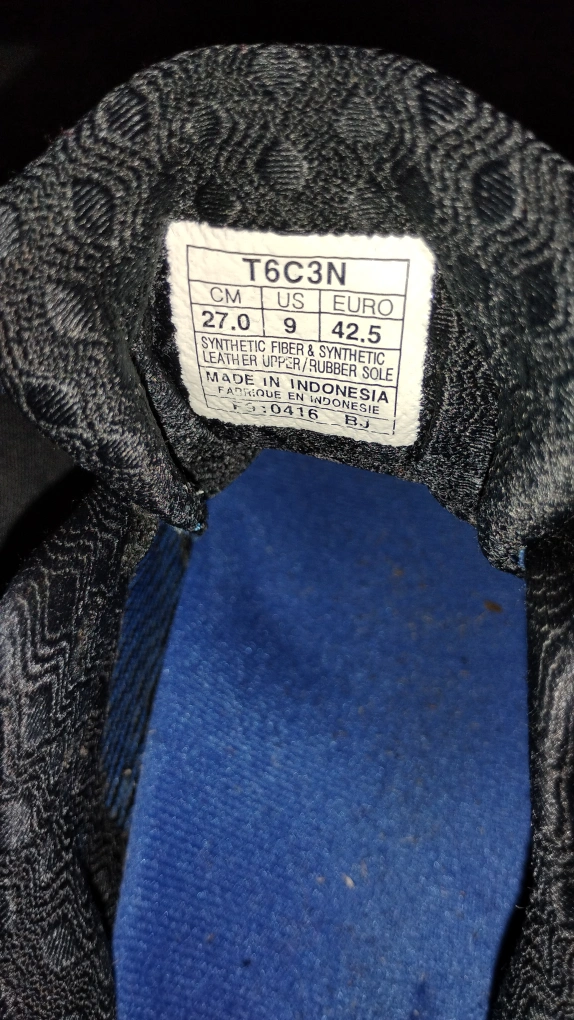 T6C3N
CM US EURO
27.0 9 42.5
SYNTHETIC FIBER & SYNTHETIC
LEATHER UPPER/RUBBER SOLE
MADE IN INDONESIA
FABRIQUE EN INDONESIE
:0416 BJ